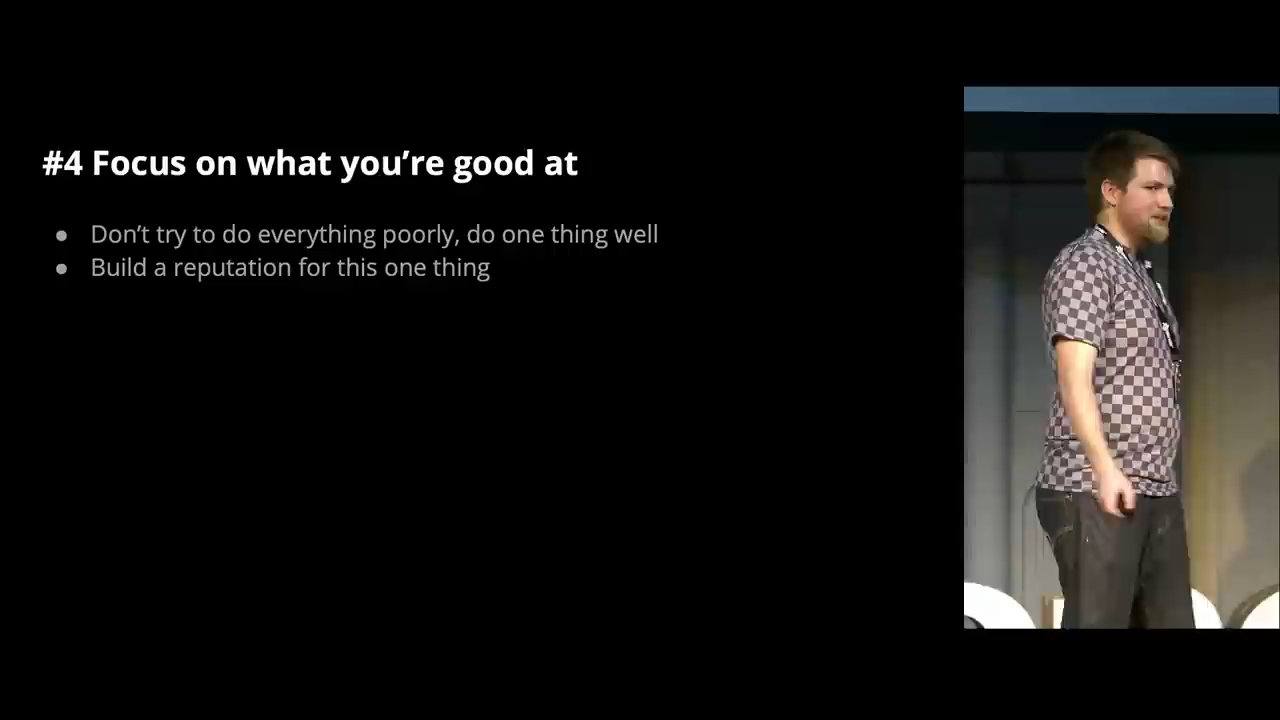 #4 Focus on what you’re good at
● Don’t try to do everything poorly, do one thing well
● Build a reputation for this one thing